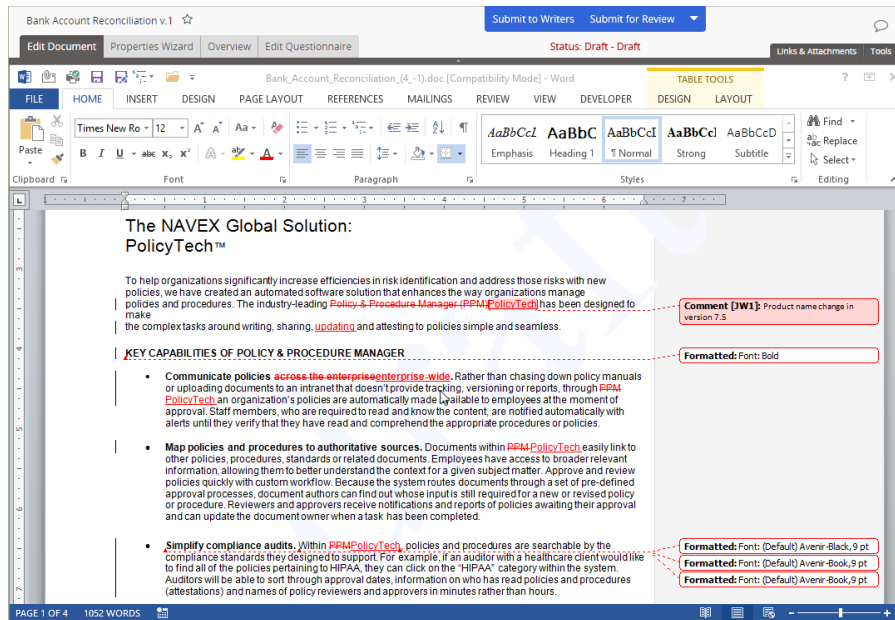 Bank Account Reconciliation v.1
Submit to Writers Submit for Review
Edit Document Properties Wizard Overview Edit Questionnaire
Status: Draft - Draft
Links & Attachments Tools
Bank_Account_Reconciliation_(4_-1).doc [Compatibility Mode] - Word
TABLE TOOLS
FILE HOME INSERT DESIGN PAGE LAYOUT REFERENCES MAILINGS REVIEW VIEW DEVELOPER DESIGN LAYOUT
Paste
Times New Ro 12
B I U abc X₂ X²
AaBbCcI AaBbC AaBbCcI AaBbCcl AaBbCcD
Emphasis Heading 1 ¶ Normal Strong Subtitle
Find
Replace
Select
Clipboard Font Paragraph Styles Editing
1 1 2 3 4 5 6 7
The NAVEX Global Solution:
PolicyTech™
To help organizations significantly increase efficiencies in risk identification and address those risks with new
policies, we have created an automated software solution that enhances the way organizations manage
policies and procedures. The industry-leading Policy & Procedure Manager (PPM)PolicyTech has been designed to
make
the complex tasks around writing, sharing, updating and attesting to policies simple and seamless.
Comment [JW1]: Product name change in
version 7.5
KEY CAPABILITIES OF POLICY & PROCEDURE MANAGER
Formatted: Font: Bold
• Communicate policies across the enterpriseenterprise-wide. Rather than chasing down policy manuals
or uploading documents to an intranet that doesn't provide tracking, versioning or reports, through PPM
PolicyTech an organization's policies are automatically made available to employees at the moment of
approval. Staff members, who are required to read and know the content, are notified automatically with
alerts until they verify that they have read and comprehend the appropriate procedures or policies.
• Map policies and procedures to authoritative sources. Documents within PPM PolicyTech easily link to
other policies, procedures, standards or related documents. Employees have access to broader relevant
information, allowing them to better understand the context for a given subject matter. Approve and review
policies quickly with custom workflow. Because the system routes documents through a set of pre-defined
approval processes, document authors can find out whose input is still required for a new or revised policy
or procedure. Reviewers and approvers receive notifications and reports of policies awaiting their approval
and can update the document owner when a task has been completed.
• Simplify compliance audits. Within PPMPolicyTech, policies and procedures are searchable by the
compliance standards they designed to support. For example, if an auditor with a healthcare client would like
to find all of the policies pertaining to HIPAA, they can click on the "HIPAA" category within the system.
Auditors will be able to sort through approval dates, information on who has read policies and procedures
(attestations) and names of policy reviewers and approvers in minutes rather than hours.
Formatted: Font: (Default) Avenir-Black, 9 pt
Formatted: Font: (Default) Avenir-Book, 9 pt
Formatted: Font: (Default) Avenir-Book, 9 pt
PAGE 1 OF 4 1052 WORDS